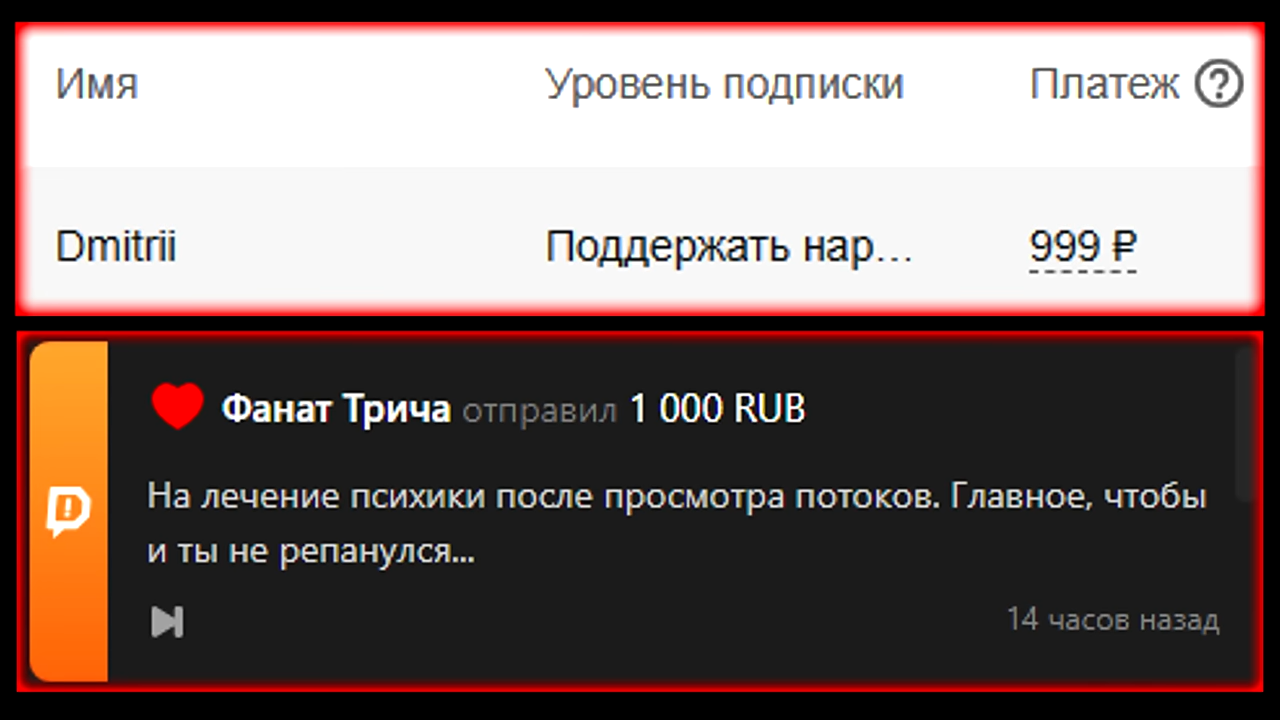 Имя Уровень подписки Платеж ?
Dmitrii Поддержать нар... 999 ₽
Фанат Трича отправил 1 000 RUB
На лечение психики после просмотра потоков. Главное, чтобы
и ты не репанулся...
14 часов назад